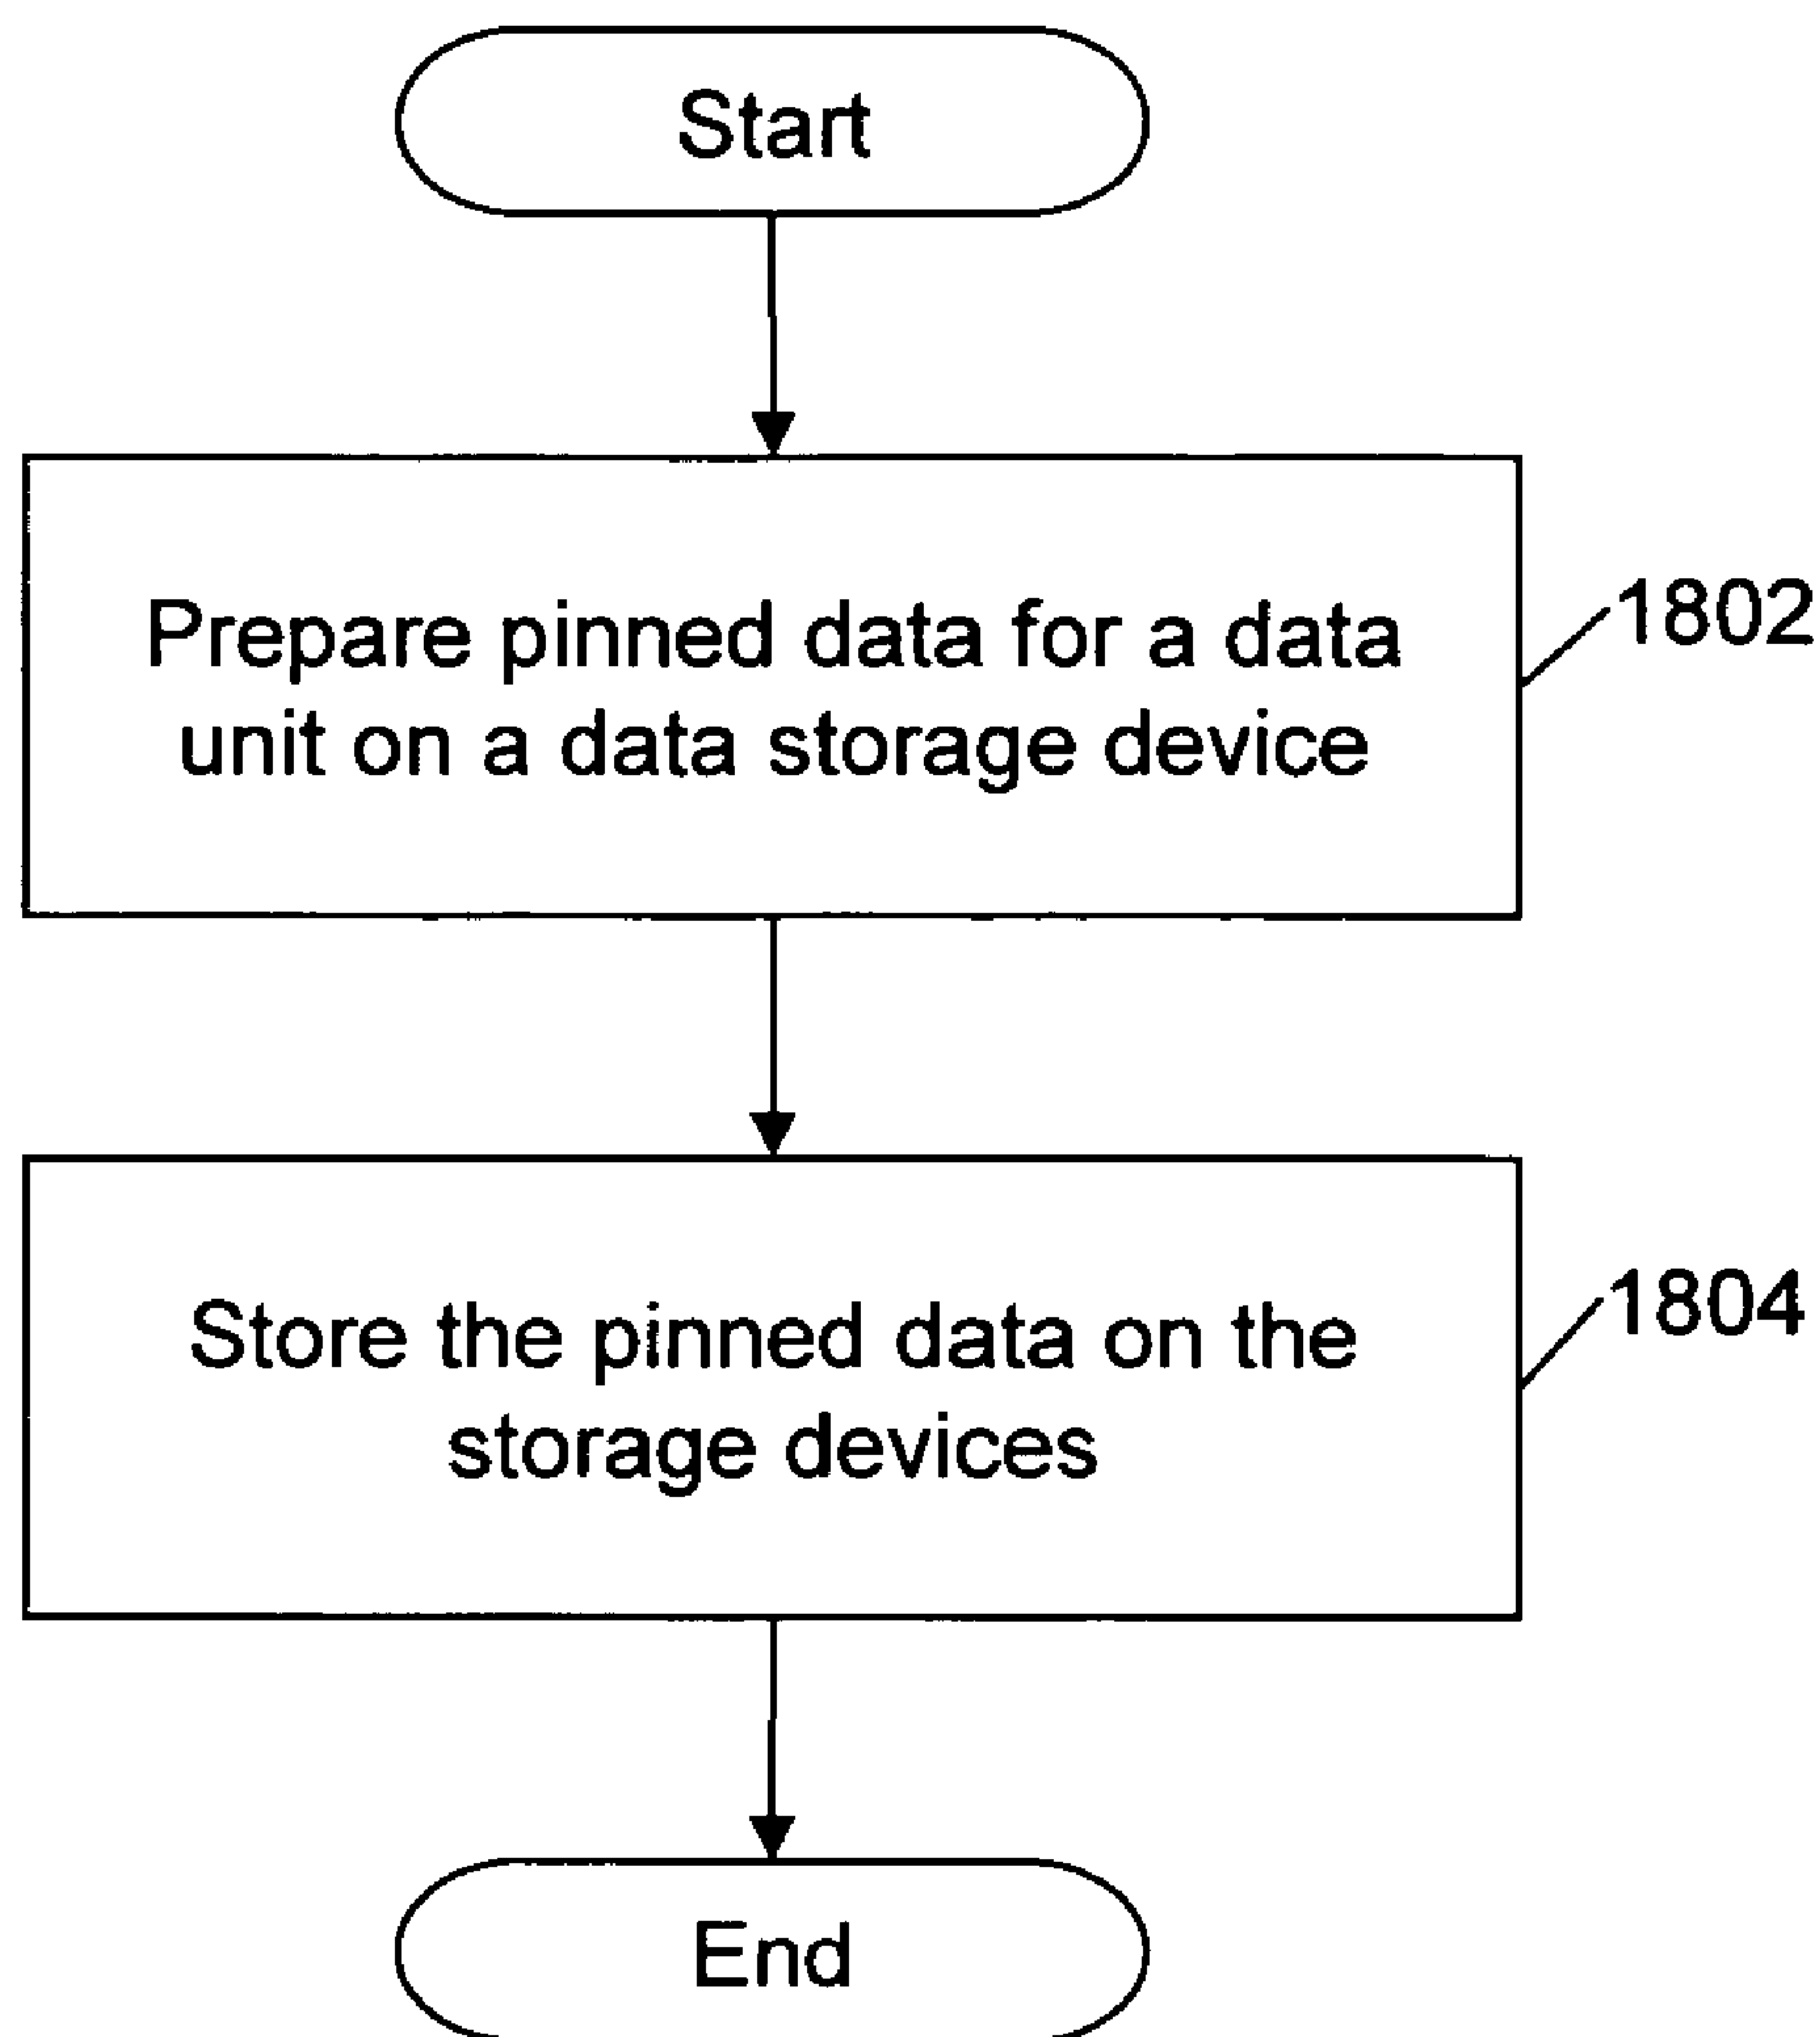 Start
Prepare pinned data for a data
unit on a data storage device
1802
Store the pinned data on the
storage devices
1804
End